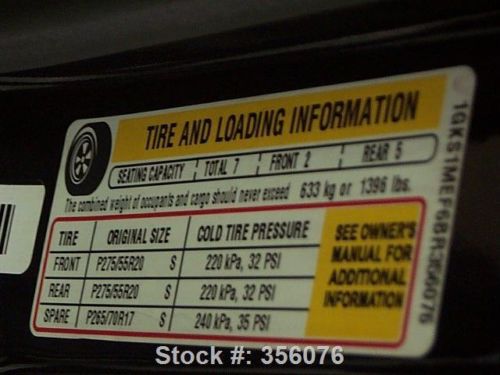 TIRE AND LOADING INFORMATION
SEATING CAPACITY TOTAL 7 FRONT 2 REAR 5
The combined weight of occupants and cargo should never exceed 633 kg or 1396 lbs.
TIRE ORIGINAL SIZE COLD TIRE PRESSURE
FRONT P275/55R20 S 220 kPa, 32 PSI
REAR P275/55R20 S 220 kPa, 32 PSI
SPARE P265/70R17 S 240 kPa, 35 PSI
SEE OWNER'S
MANUAL FOR
ADDITIONAL
INFORMATION
1GKS1MEF6BR356076
Stock #: 356076